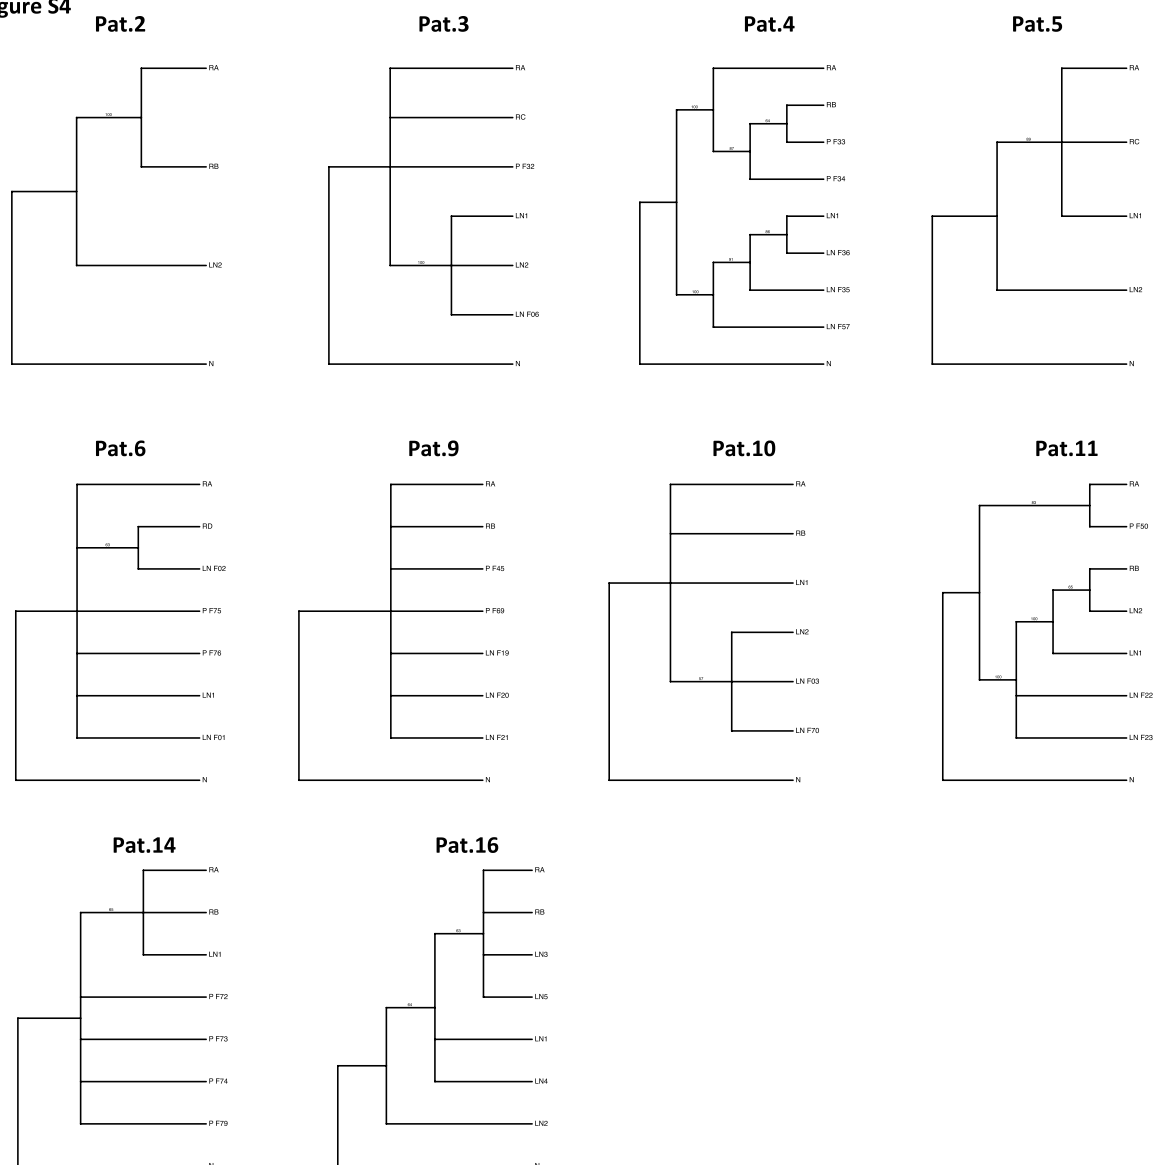 gure S4
Pat.2
Pat.3
Pat.4
Pat.5
RA
100
RB
LN2
N
RA
RC
P F32
LN1
100
LN2
LN F06
N
RA
100
RB
P F33
P F34
LN1
LN F36
LN F35
100
LN F57
N
RA
RC
LN1
LN2
N
Pat.6
Pat.9
Pat.10
Pat.11
RA
RD
LN F02
P F75
P F76
LN1
LN F01
N
RA
RB
P F45
P F69
LN F19
LN F20
LN F21
N
RA
RB
LN1
LN2
LN F03
LN F70
N
RA
P F50
RB
LN2
100
LN1
100
LN F22
LN F23
N
Pat.14
Pat.16
RA
RB
LN1
P F72
P F73
P F74
P F79
RA
RB
LN3
LN5
LN1
LN4
LN2